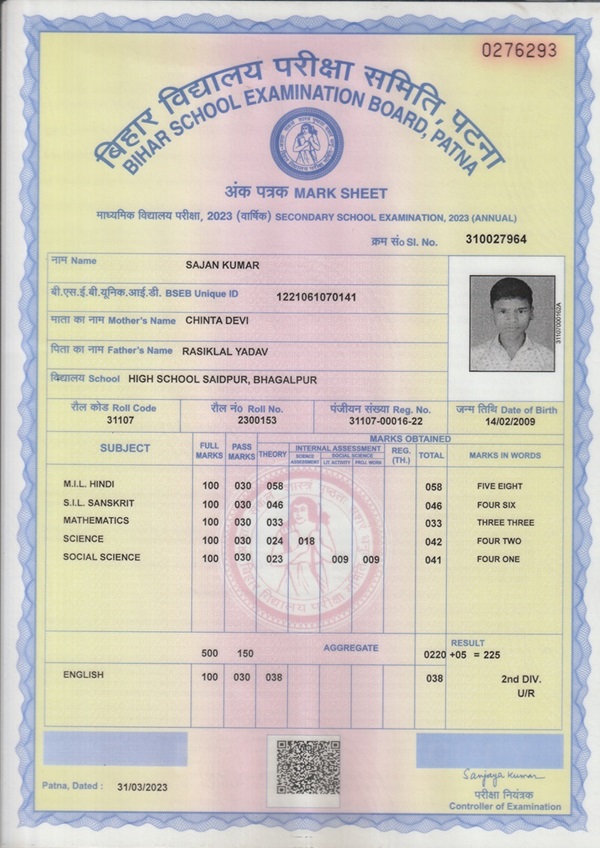 0276293
बिहार विद्यालय परीक्षा समिति, पटना
BIHAR SCHOOL EXAMINATION BOARD, PATNA
अंक पत्रक MARK SHEET
माध्यमिक विद्यालय परीक्षा, 2023 (वार्षिक) SECONDARY SCHOOL EXAMINATION, 2023 (ANNUAL)
क्रम सं० Sl. No. 310027964
नाम Name SAJAN KUMAR
बी.एस.ई.बी.यूनिक.आई.डी. BSEB Unique ID 1221061070141
माता का नाम Mother's Name CHINTA DEVI
पिता का नाम Father's Name RASIKLAL YADAV
विद्यालय School HIGH SCHOOL SAIDPUR, BHAGALPUR
रौल कोड Roll Code रौल नं० Roll No. पंजीयन संख्या Reg. No. जन्म तिथि Date of Birth
31107 2300153 31107-00016-22 14/02/2009
MARKS OBTAINED
SUBJECT FULL MARKS PASS MARKS THEORY INTERNAL ASSESSMENT REG. (TH.) TOTAL MARKS IN WORDS
SCIENCE ASSESSMENT SOCIAL SCIENCE LIT. ACTIVITY PROJ. WORK
M.I.L. HINDI 100 030 058 058 FIVE EIGHT
S.I.L. SANSKRIT 100 030 046 046 FOUR SIX
MATHEMATICS 100 030 033 033 THREE THREE
SCIENCE 100 030 024 018 042 FOUR TWO
SOCIAL SCIENCE 100 030 023 009 009 041 FOUR ONE
500 150 AGGREGATE 0220 +05 = 225 RESULT
ENGLISH 100 030 038 038 2nd DIV.
U/R
Patna, Dated : 31/03/2023
Sanjaya Kumar
परीक्षा नियंत्रक
Controller of Examination